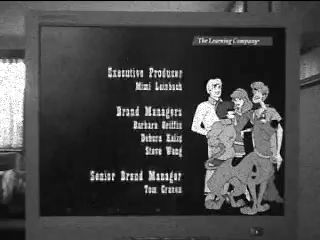 The Learning Company
Executive Producer
Mimi Leinbach
Brand Managers
Barbara Griffin
Debora Kalis
Steve Wang
Senior Brand Manager
Tom Craven